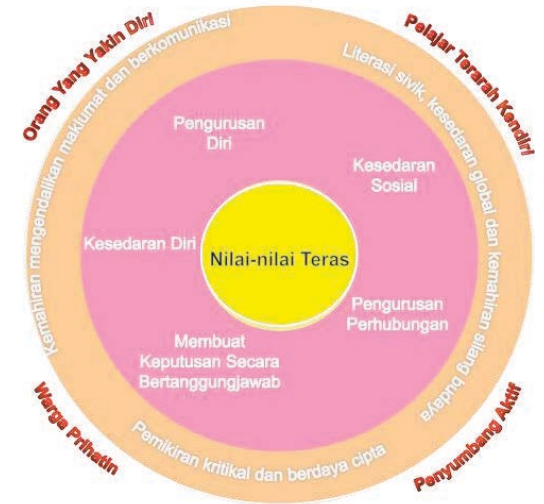 Orang Yang Yakin Diri
Pelajar Terarah Kendiri
Kemahiran mengendalikan maklumat dan berkomunikasi
Literasi sivik, kesedaran global dan kemahiran silang budaya
Pengurusan
Diri
Kesedaran
Sosial
Kesedaran Diri
Nilai-nilai Teras
Pengurusan
Perhubungan
Membuat
Keputusan Secara
Bertanggungjawab
Pemikiran kritikal dan berdaya cipta
Warga Prihatin
Penyumbang Aktif